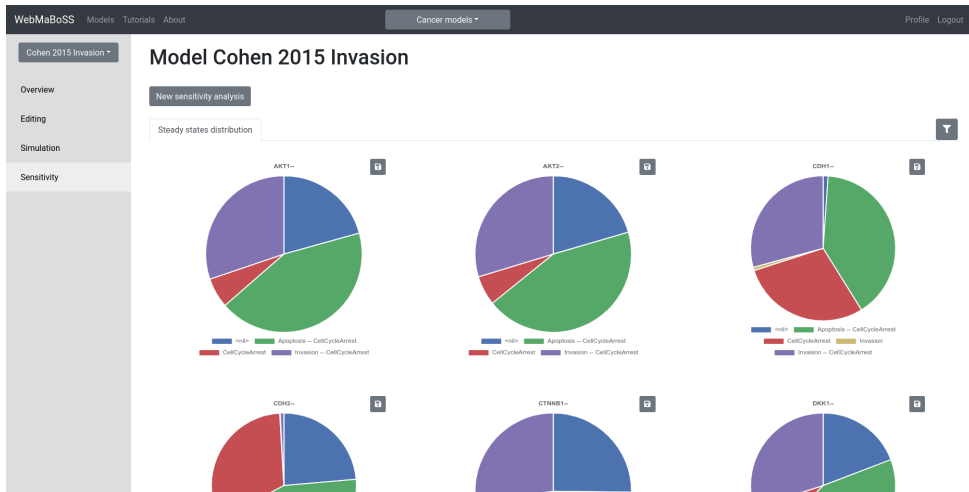 WebMaBoSS Models Tutorials About Cancer models Profile Logout
Cohen 2015 Invasion
Overview
Editing
Simulation
Sensitivity
Model Cohen 2015 Invasion
New sensitivity analysis
Steady states distribution
AKT1--
<nil> Apoptosis -- CellCycleArrest
CellCycleArrest Invasion -- CellCycleArrest
AKT2--
<nil> Apoptosis -- CellCycleArrest
CellCycleArrest Invasion -- CellCycleArrest
CDH1--
<nil> Apoptosis -- CellCycleArrest
CellCycleArrest Invasion
Invasion -- CellCycleArrest
CDH2--
CTNNB1--
DKK1--